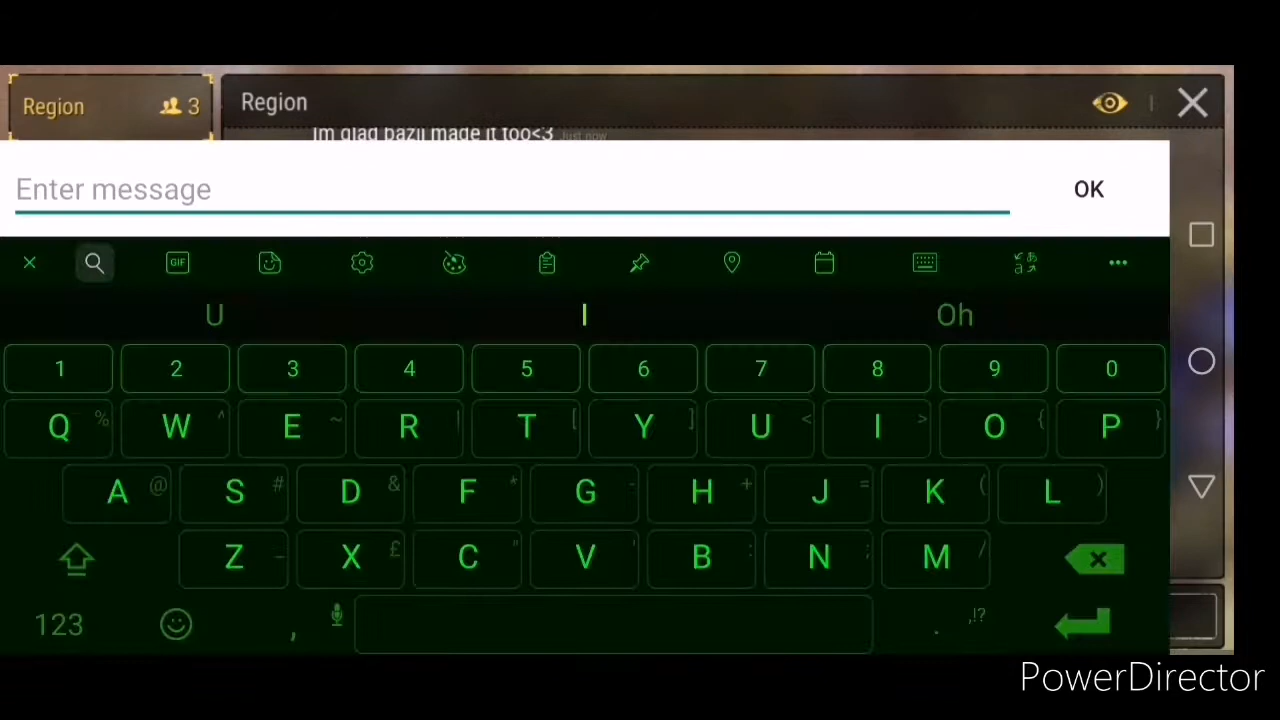 Region 3
Region
Im glad bazil made it too<3 Just now
Enter message
OK
GIF
U I Oh
1 2 3 4 5 6 7 8 9 0
Q % W ^ E ~ R | T [ Y ] U < I > O { P }
A @ S # D & F * G - H + J = K ( L )
Z _ X £ C " V ' B : N ; M /
123 , . ,!?
PowerDirector